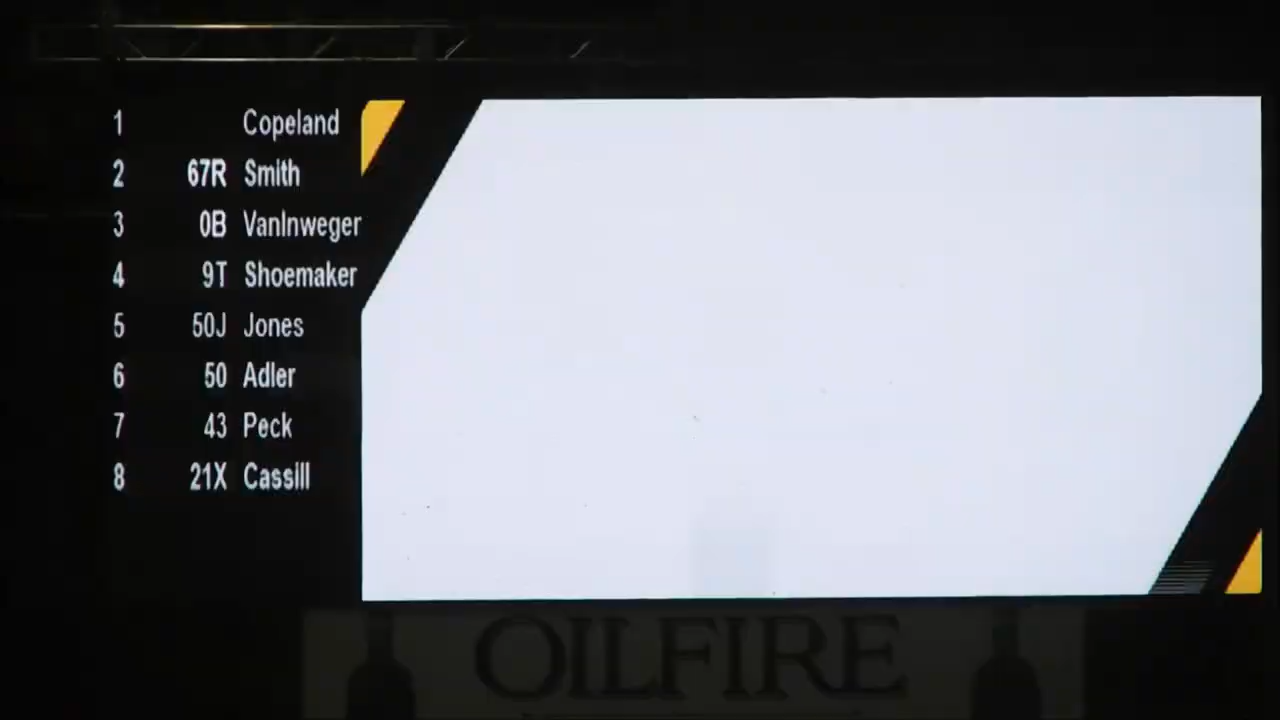 1 Copeland
2 67R Smith
3 0B VanInweger
4 9T Shoemaker
5 50J Jones
6 50 Adler
7 43 Peck
8 21X Cassill
OILFIRE